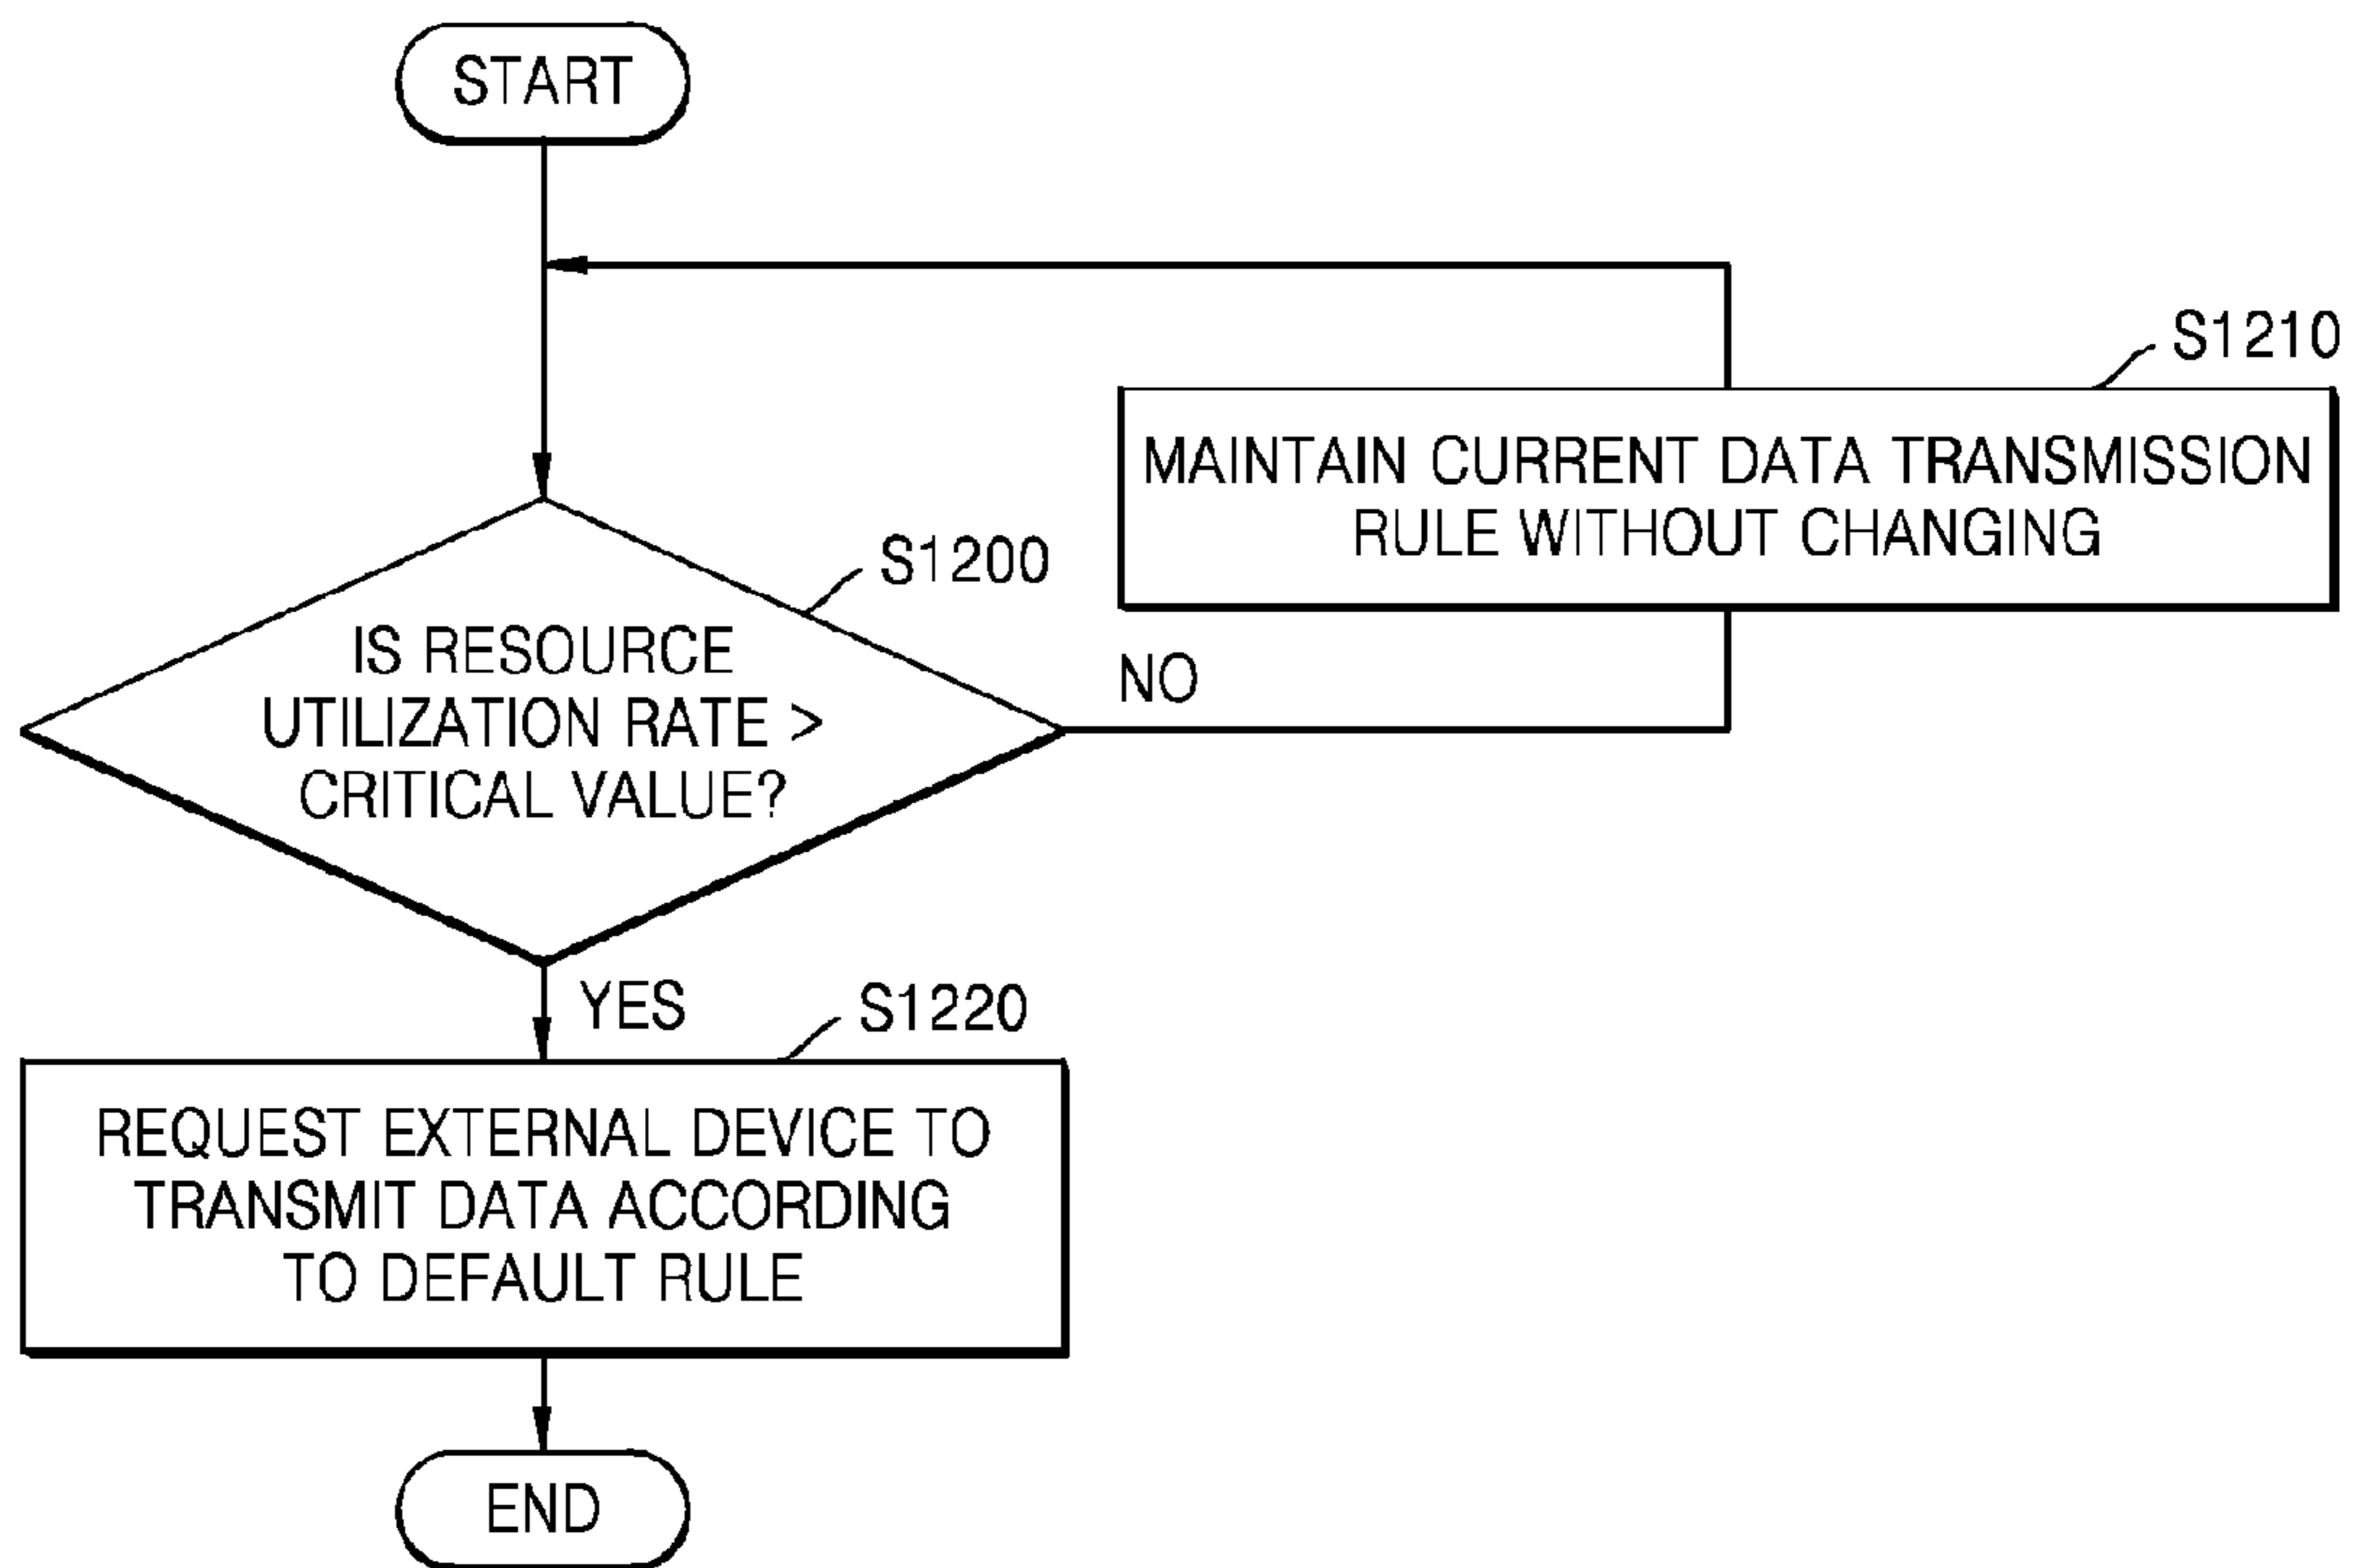 START
S1210
MAINTAIN CURRENT DATA TRANSMISSION
RULE WITHOUT CHANGING
S1200
IS RESOURCE
UTILIZATION RATE >
CRITICAL VALUE?
NO
YES
S1220
REQUEST EXTERNAL DEVICE TO
TRANSMIT DATA ACCORDING
TO DEFAULT RULE
END